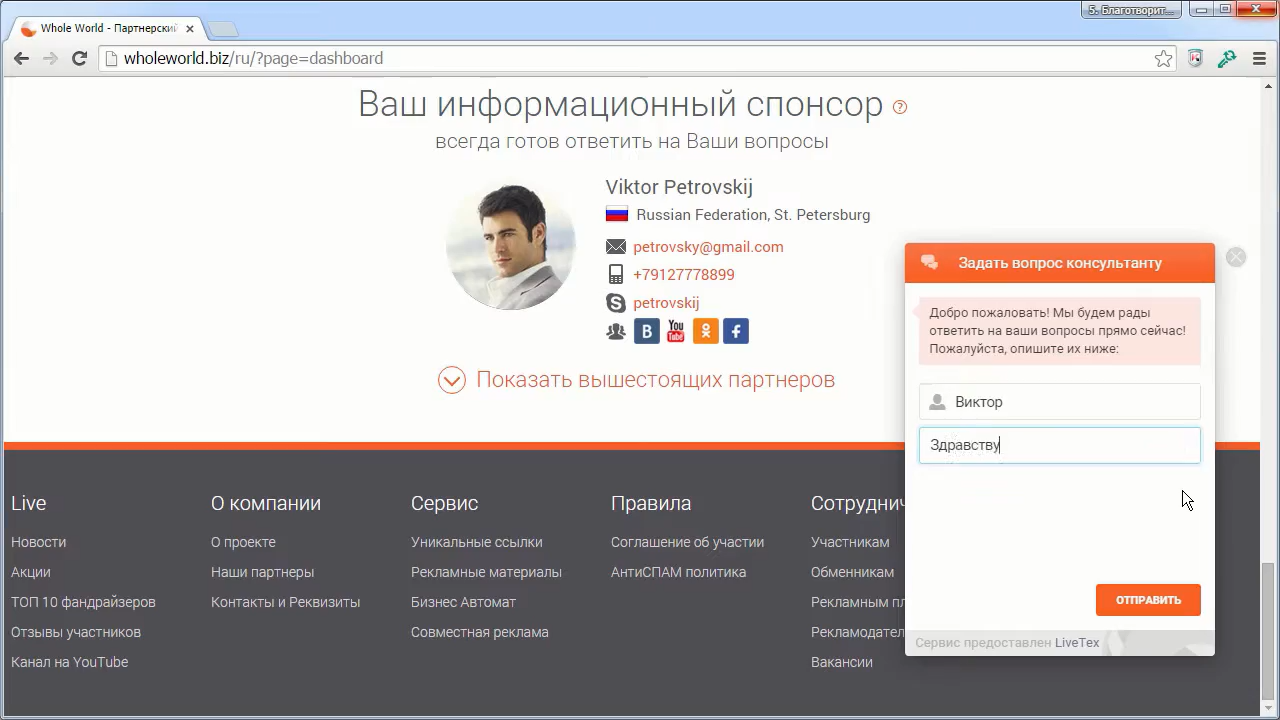 5. Благотворит...
Whole World - Партнерский
wholeworld.biz/ru/?page=dashboard
Ваш информационный спонсор ?
всегда готов ответить на Ваши вопросы
Viktor Petrovskij
Russian Federation, St. Petersburg
petrovsky@gmail.com
+79127778899
petrovskij
B You Tube f
Показать вышестоящих партнеров
Задать вопрос консультанту
Добро пожаловать! Мы будем рады
ответить на ваши вопросы прямо сейчас!
Пожалуйста, опишите их ниже:
Виктор
Здравству
ОТПРАВИТЬ
Сервис предоставлен LiveTex
Live
Новости
Акции
ТОП 10 фандрайзеров
Отзывы участников
Канал на YouTube
О компании
О проекте
Наши партнеры
Контакты и Реквизиты
Сервис
Уникальные ссылки
Рекламные материалы
Бизнес Автомат
Совместная реклама
Правила
Соглашение об участии
АнтиСПАМ политика
Сотруднич
Участникам
Обменникам
Рекламным пл
Рекламодател
Вакансии